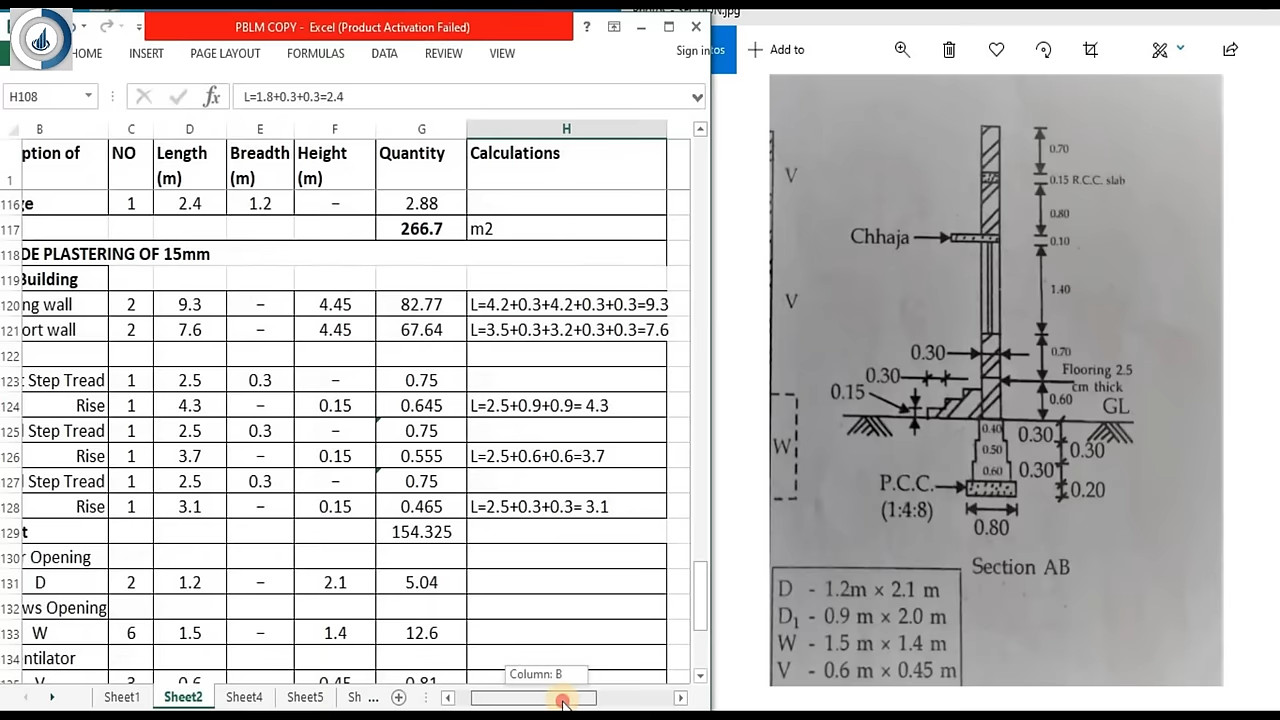 PBLM COPY - Excel (Product Activation Failed)
?
HOME INSERT PAGE LAYOUT FORMULAS DATA REVIEW VIEW Sign in
H108 fx L=1.8+0.3+0.3=2.4
B C D E F G H
1 ption of NO Length (m) Breadth (m) Height (m) Quantity Calculations
116 e 1 2.4 1.2 – 2.88
117 266.7 m2
118 DE PLASTERING OF 15mm
119 Building
120 ng wall 2 9.3 – 4.45 82.77 L=4.2+0.3+4.2+0.3+0.3=9.3
121 ort wall 2 7.6 – 4.45 67.64 L=3.5+0.3+3.2+0.3+0.3=7.6
122
123 Step Tread 1 2.5 0.3 – 0.75
124 Rise 1 4.3 – 0.15 0.645 L=2.5+0.9+0.9= 4.3
125 Step Tread 1 2.5 0.3 – 0.75
126 Rise 1 3.7 – 0.15 0.555 L=2.5+0.6+0.6=3.7
127 Step Tread 1 2.5 0.3 – 0.75
128 Rise 1 3.1 – 0.15 0.465 L=2.5+0.3+0.3= 3.1
129 t 154.325
130 r Opening
131 D 2 1.2 – 2.1 5.04
132 ws Opening
133 W 6 1.5 – 1.4 12.6
134 ntilator
V 3 0.6 0.45 0.81
Column: B
Sheet1 Sheet2 Sheet4 Sheet5 Sh ...
os Add to
V
V
W
0.70
0.15 R.C.C. slab
0.80
Chhaja
0.10
1.40
0.30
0.70
0.30
Flooring 2.5
cm thick
0.15
0.60
GL
0.40
0.30
0.30
0.50
0.60
0.30
P.C.C.
(1:4:8)
0.20
0.80
Section AB
D - 1.2m × 2.1 m
D1 - 0.9 m × 2.0 m
W - 1.5 m × 1.4 m
V - 0.6 m × 0.45 m